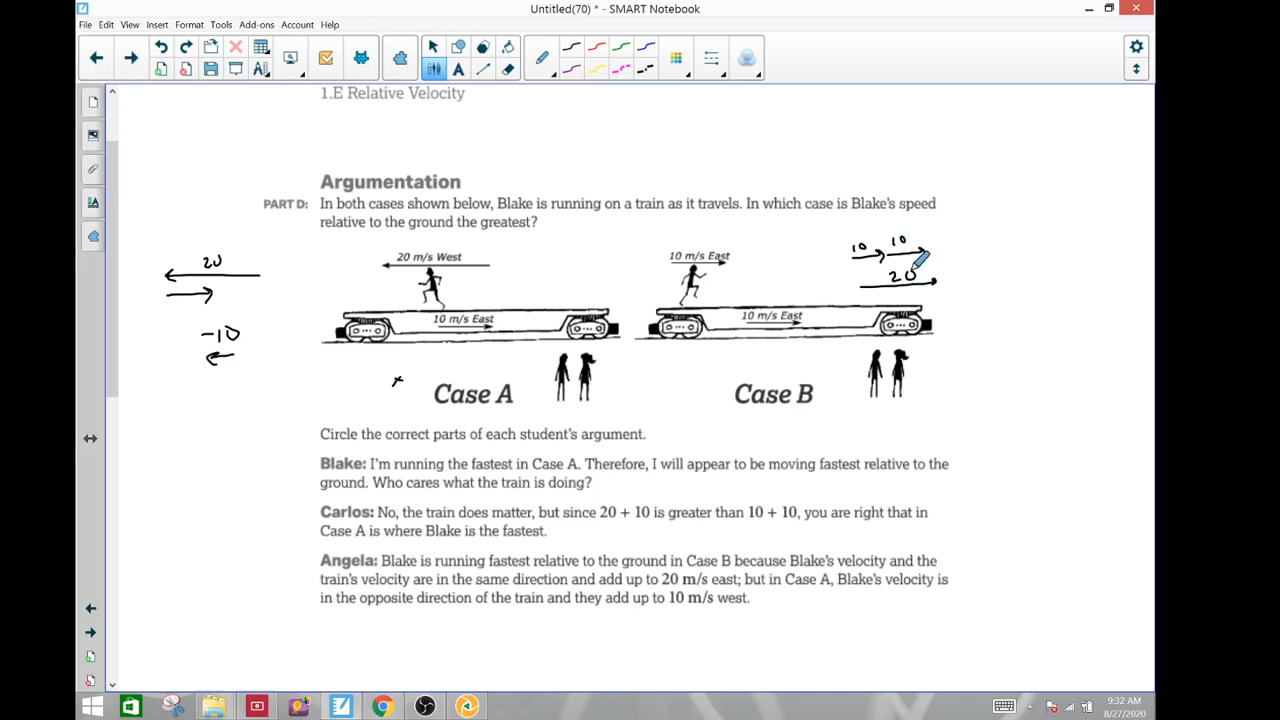 Untitled(70) * - SMART Notebook
File Edit View Insert Format Tools Add-ons Account Help
1.E Relative Velocity
Argumentation
PART D: In both cases shown below, Blake is running on a train as it travels. In which case is Blake's speed
relative to the ground the greatest?
20 m/s West
10 m/s East
10 10
20
20
10 m/s East
10 m/s East
-10
x
Case A
Case B
Circle the correct parts of each student's argument.
Blake: I'm running the fastest in Case A. Therefore, I will appear to be moving fastest relative to the
ground. Who cares what the train is doing?
Carlos: No, the train does matter, but since 20 + 10 is greater than 10 + 10, you are right that in
Case A is where Blake is the fastest.
Angela: Blake is running fastest relative to the ground in Case B because Blake's velocity and the
train's velocity are in the same direction and add up to 20 m/s east; but in Case A, Blake's velocity is
in the opposite direction of the train and they add up to 10 m/s west.
9:32 AM
8/27/2020